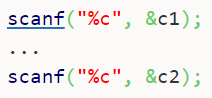 scanf("%c", &c1);
...
scanf("%c", &c2);